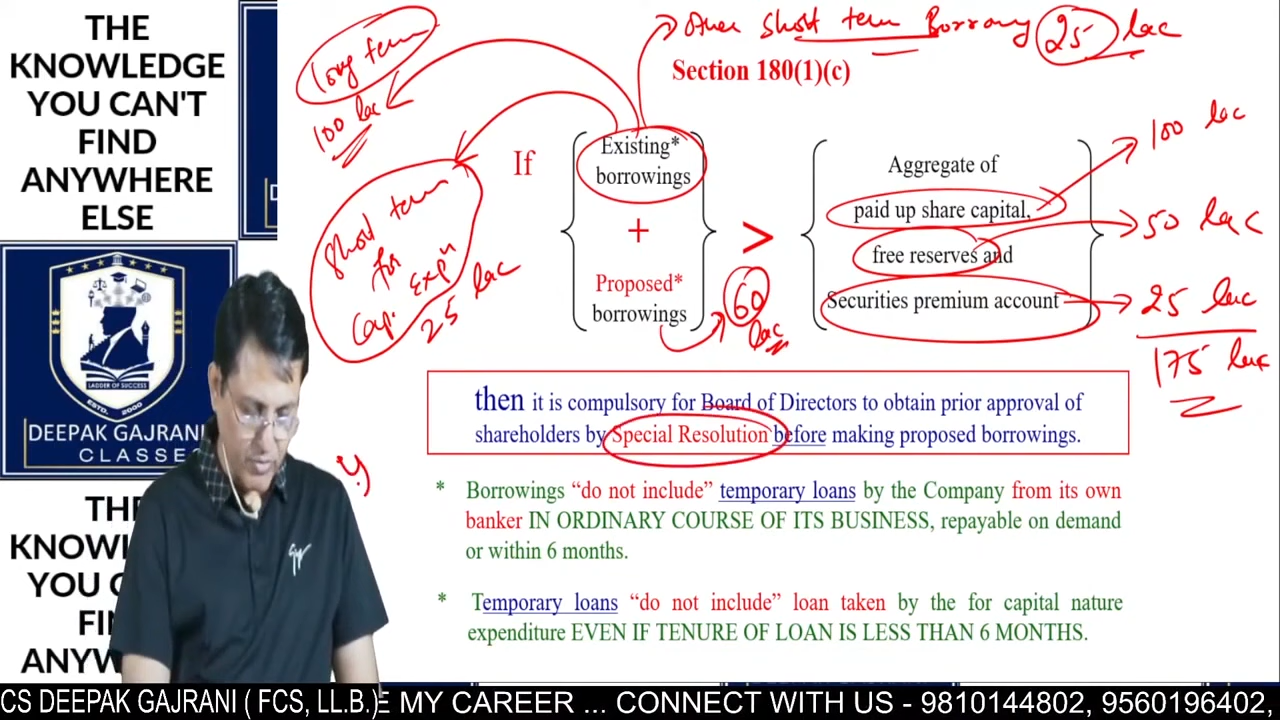 THE
KNOWLEDGE
YOU CAN'T
FIND
ANYWHERE
ELSE
LADDER OF SUCCESS
ESTD. 2000
DEEPAK GAJRANI
CLASSES
THE
KNOWL
YOU C
FIN
ANYW
long term
100 lac
Short term
for
Cap. Expn
25 lac
Other Short term Borrowing 25 lac
Section 180(1)(c)
If
Existing*
borrowings
+
Proposed*
borrowings
60
lac
>
Aggregate of
paid up share capital,
free reserves and
Securities premium account
100 lac
50 lac
25 lac
175 lac
then it is compulsory for Board of Directors to obtain prior approval of
shareholders by Special Resolution before making proposed borrowings.
* Borrowings “do not include” temporary loans by the Company from its own
banker IN ORDINARY COURSE OF ITS BUSINESS, repayable on demand
or within 6 months.
* Temporary loans “do not include” loan taken by the for capital nature
expenditure EVEN IF TENURE OF LOAN IS LESS THAN 6 MONTHS.
CS DEEPAK GAJRANI ( FCS, LL.B.) E MY CAREER ... CONNECT WITH US - 9810144802, 9560196402,